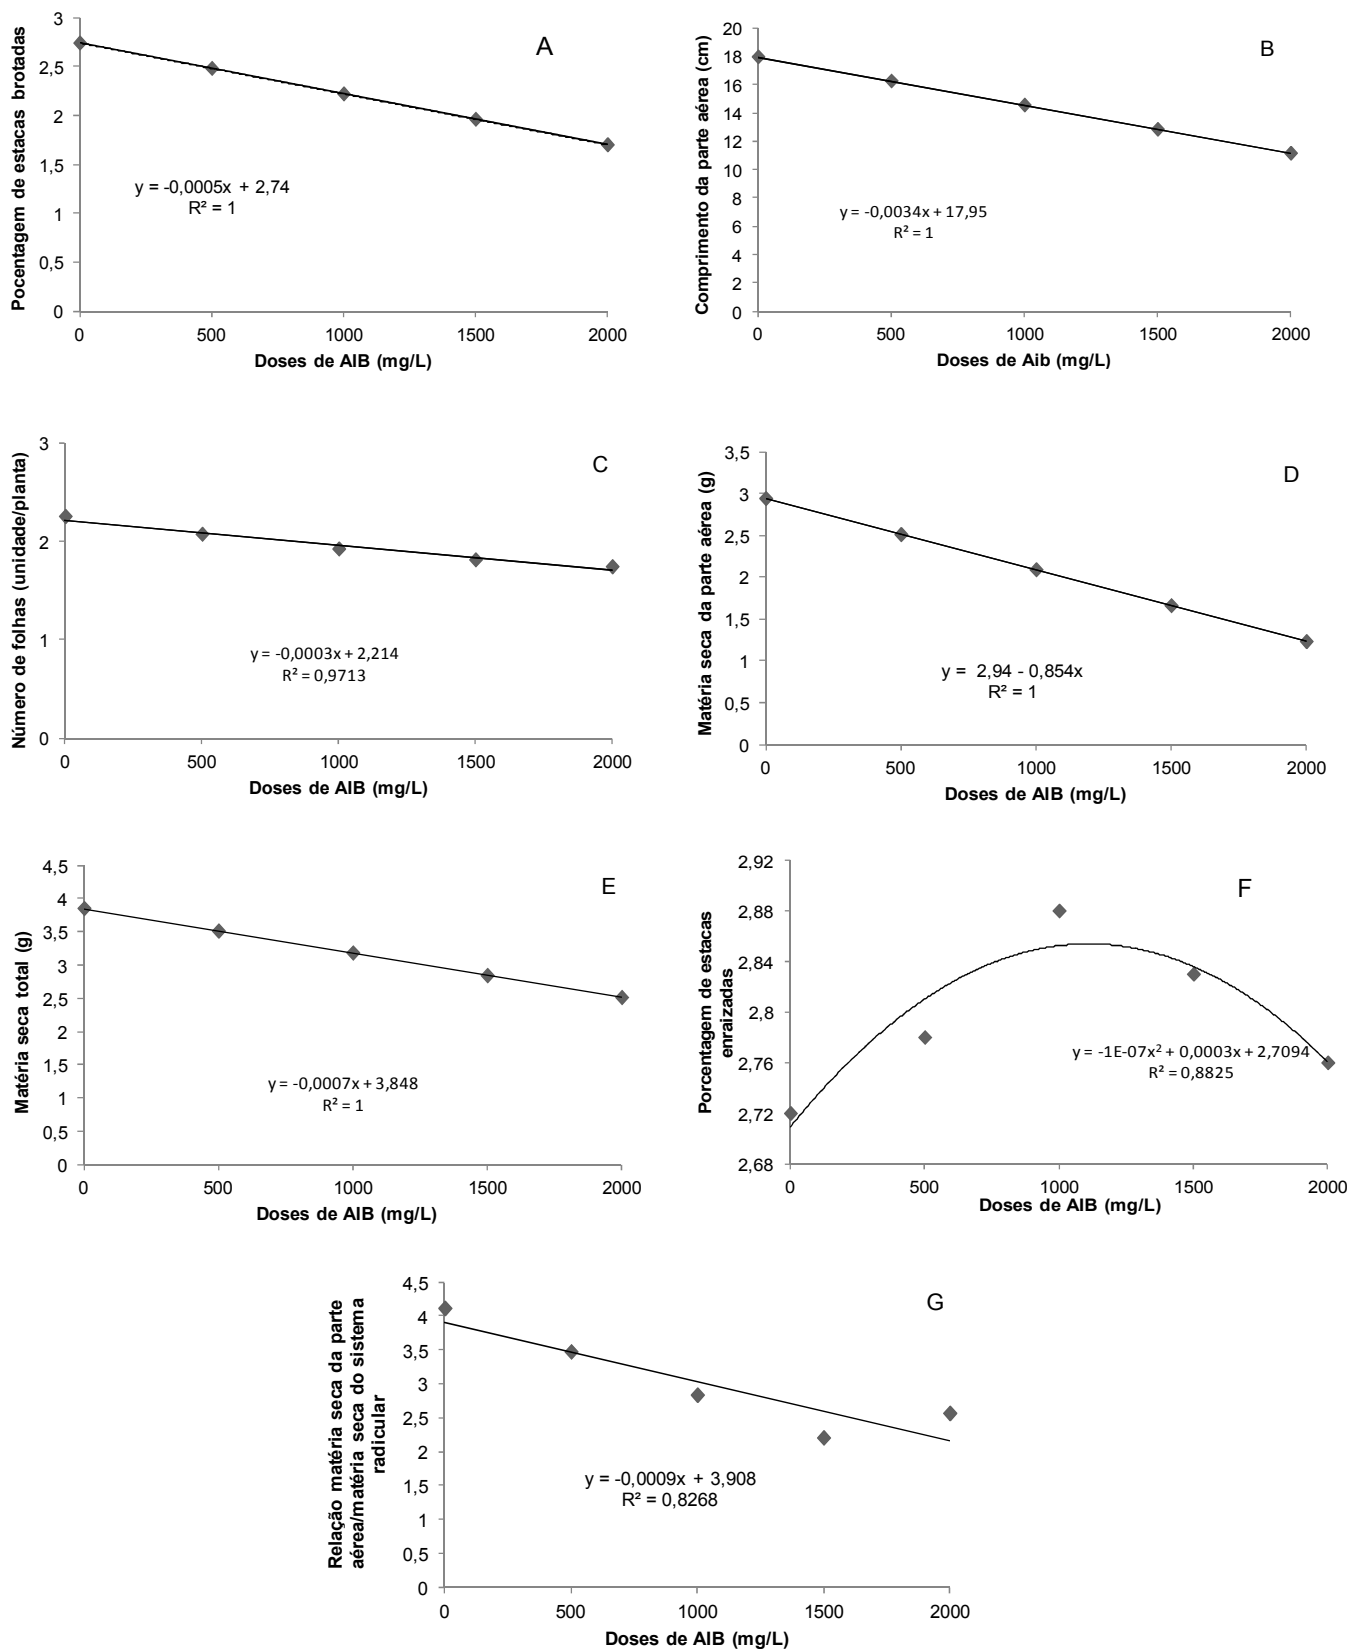 A
Pocentagem de estacas brotadas
3
2,5
2
1,5
1
0,5
0
y = -0,0005x + 2,74
R² = 1
0 500 1000 1500 2000
Doses de AIB (mg/L)
B
Comprimento da parte aérea (cm)
20
18
16
14
12
10
8
6
4
2
0
y = -0,0034x + 17,95
R² = 1
0 500 1000 1500 2000
Doses de Aib (mg/L)
C
Número de folhas (unidade/planta)
3
2
1
0
y = -0,0003x + 2,214
R² = 0,9713
0 500 1000 1500 2000
Doses de AIB (mg/L)
D
Matéria seca da parte aérea (g)
3,5
3
2,5
2
1,5
1
0,5
0
y = 2,94 - 0,854x
R² = 1
0 500 1000 1500 2000
Doses de AIB (mg/L)
E
Matéria seca total (g)
4,5
4
3,5
3
2,5
2
1,5
1
0,5
0
y = -0,0007x + 3,848
R² = 1
0 500 1000 1500 2000
Doses de AIB (mg/L)
F
Porcentagem de estacas
enraizadas
2,92
2,88
2,84
2,8
2,76
2,72
2,68
y = -1E-07x² + 0,0003x + 2,7094
R² = 0,8825
0 500 1000 1500 2000
Doses de AIB (mg/L)
G
Relação matéria seca da parte
aérea/matéria seca do sistema
radicular
4,5
4
3,5
3
2,5
2
1,5
1
0,5
0
y = -0,0009x + 3,908
R² = 0,8268
0 500 1000 1500 2000
Doses de AIB (mg/L)